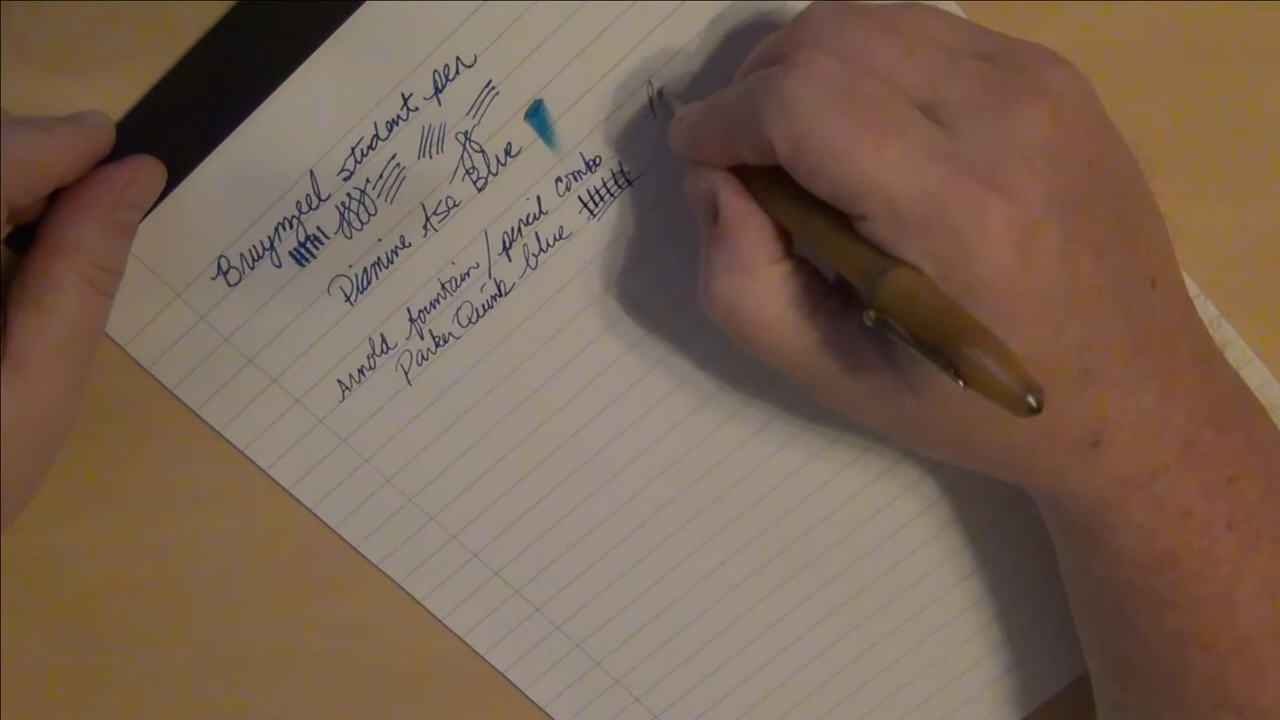 Bruynzeel student pen
Diamine Asa Blue
Arnold fountain/pencil combo
Parker Quink blue